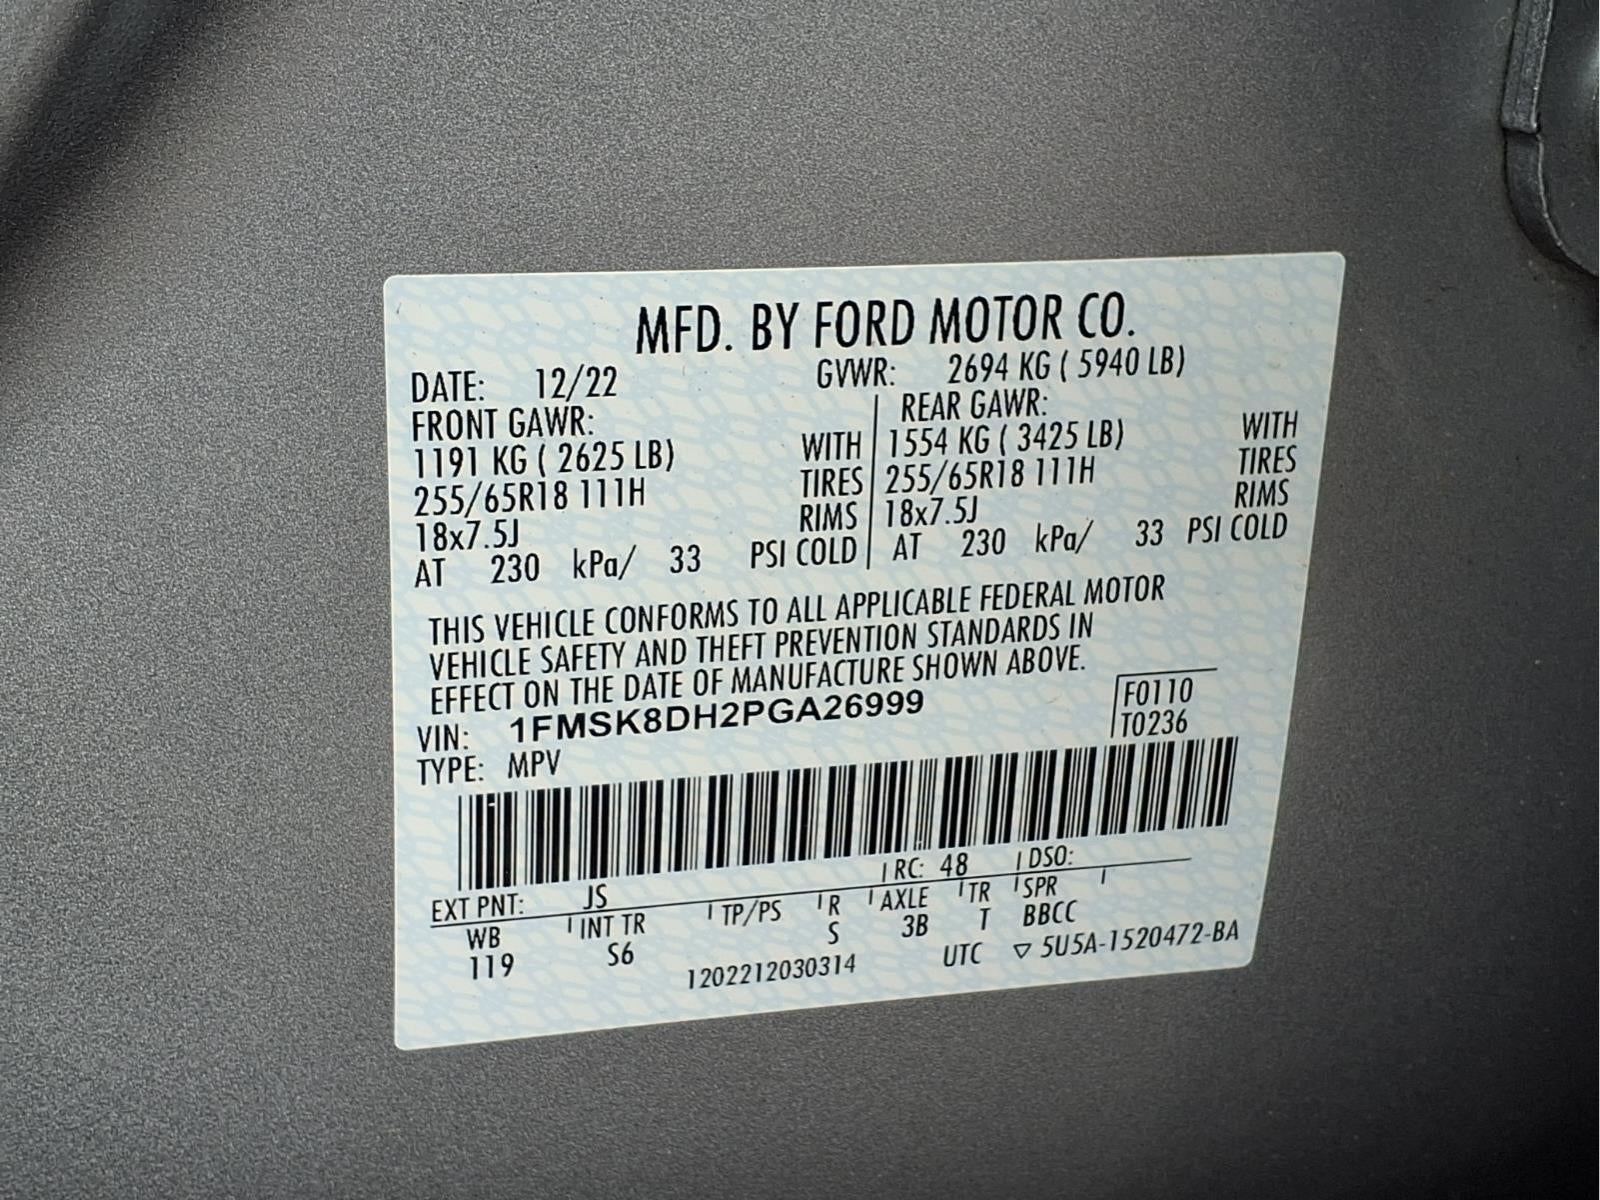 MFD. BY FORD MOTOR CO.
DATE: 12/22 GVWR: 2694 KG ( 5940 LB)
FRONT GAWR: REAR GAWR:
1191 KG ( 2625 LB) WITH 1554 KG ( 3425 LB) WITH
255/65R18 111H TIRES 255/65R18 111H TIRES
18x7.5J RIMS 18x7.5J RIMS
AT 230 kPa/ 33 PSI COLD AT 230 kPa/ 33 PSI COLD
THIS VEHICLE CONFORMS TO ALL APPLICABLE FEDERAL MOTOR
VEHICLE SAFETY AND THEFT PREVENTION STANDARDS IN
EFFECT ON THE DATE OF MANUFACTURE SHOWN ABOVE.
VIN: 1FMSK8DH2PGA26999 F0110
TYPE: MPV T0236
EXT PNT: JS RC: 48 DSO:
WB INT TR TP/PS R AXLE TR SPR
119 S6 S 3B T BBCC
1202212030314 UTC ▽ 5U5A-1520472-BA